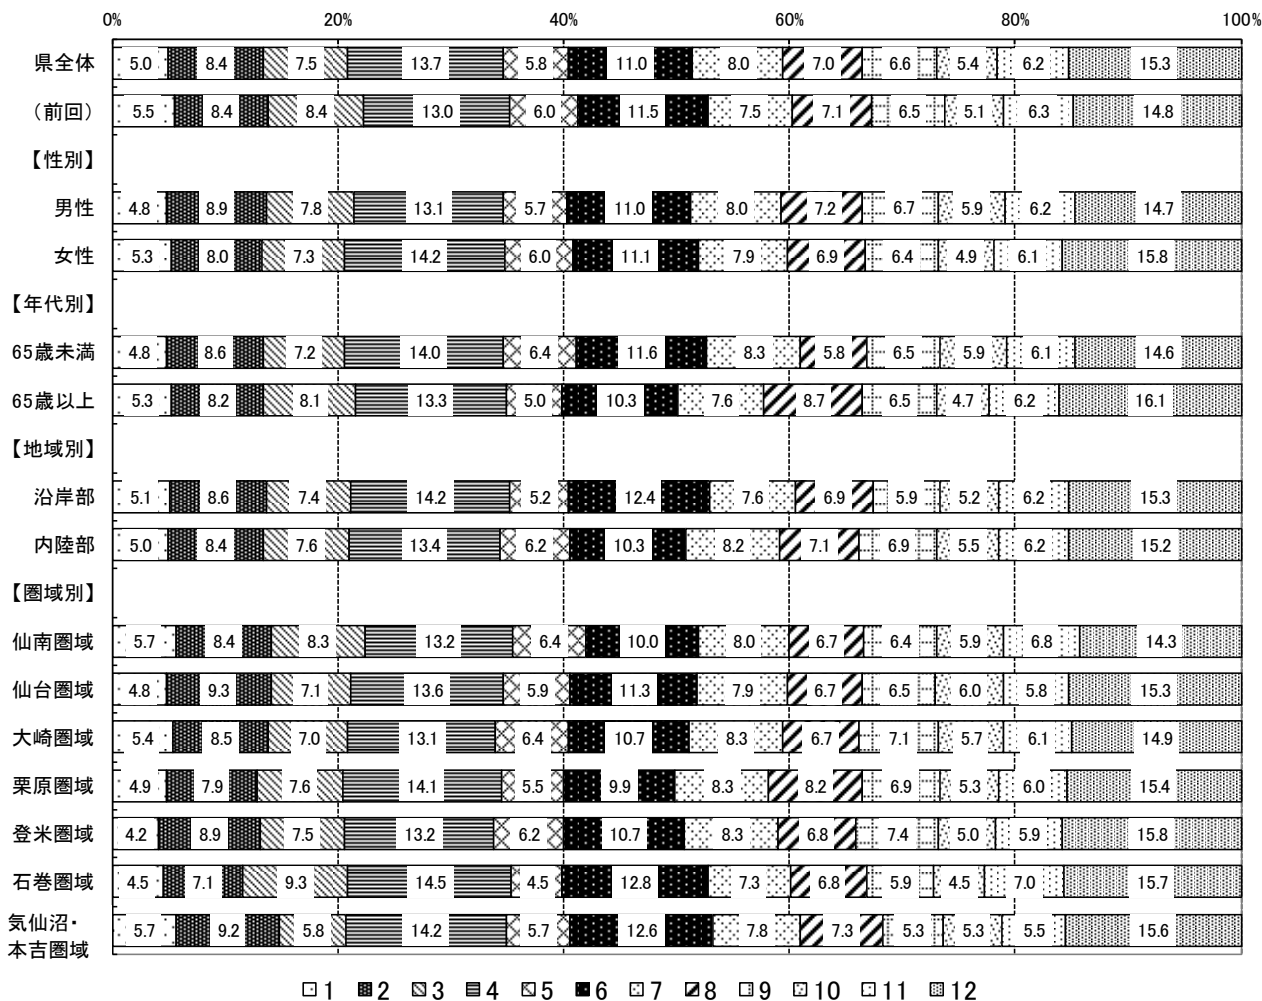 0% 20% 40% 60% 80% 100%
県全体 5.0 8.4 7.5 13.7 5.8 11.0 8.0 7.0 6.6 5.4 6.2 15.3
（前回） 5.5 8.4 8.4 13.0 6.0 11.5 7.5 7.1 6.5 5.1 6.3 14.8
【性別】
男性 4.8 8.9 7.8 13.1 5.7 11.0 8.0 7.2 6.7 5.9 6.2 14.7
女性 5.3 8.0 7.3 14.2 6.0 11.1 7.9 6.9 6.4 4.9 6.1 15.8
【年代別】
65歳未満 4.8 8.6 7.2 14.0 6.4 11.6 8.3 5.8 6.5 5.9 6.1 14.6
65歳以上 5.3 8.2 8.1 13.3 5.0 10.3 7.6 8.7 6.5 4.7 6.2 16.1
【地域別】
沿岸部 5.1 8.6 7.4 14.2 5.2 12.4 7.6 6.9 5.9 5.2 6.2 15.3
内陸部 5.0 8.4 7.6 13.4 6.2 10.3 8.2 7.1 6.9 5.5 6.2 15.2
【圏域別】
仙南圏域 5.7 8.4 8.3 13.2 6.4 10.0 8.0 6.7 6.4 5.9 6.8 14.3
仙台圏域 4.8 9.3 7.1 13.6 5.9 11.3 7.9 6.7 6.5 6.0 5.8 15.3
大崎圏域 5.4 8.5 7.0 13.1 6.4 10.7 8.3 6.7 7.1 5.7 6.1 14.9
栗原圏域 4.9 7.9 7.6 14.1 5.5 9.9 8.3 8.2 6.9 5.3 6.0 15.4
登米圏域 4.2 8.9 7.5 13.2 6.2 10.7 8.3 6.8 7.4 5.0 5.9 15.8
石巻圏域 4.5 7.1 9.3 14.5 4.5 12.8 7.3 6.8 5.9 4.5 7.0 15.7
気仙沼・
本吉圏域 5.7 9.2 5.8 14.2 5.7 12.6 7.8 7.3 5.3 5.3 5.5 15.6
1 2 3 4 5 6 7 8 9 10 11 12